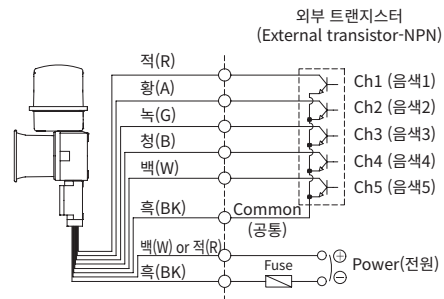 외부 트랜지스터
(External transistor-NPN)
적(R)
황(A)
녹(G)
청(B)
백(W)
흑(BK)
Ch1 (음색1)
Ch2 (음색2)
Ch3 (음색3)
Ch4 (음색4)
Ch5 (음색5)
Common
(공통)
백(W) or 적(R)
흑(BK)
Fuse
Power(전원)